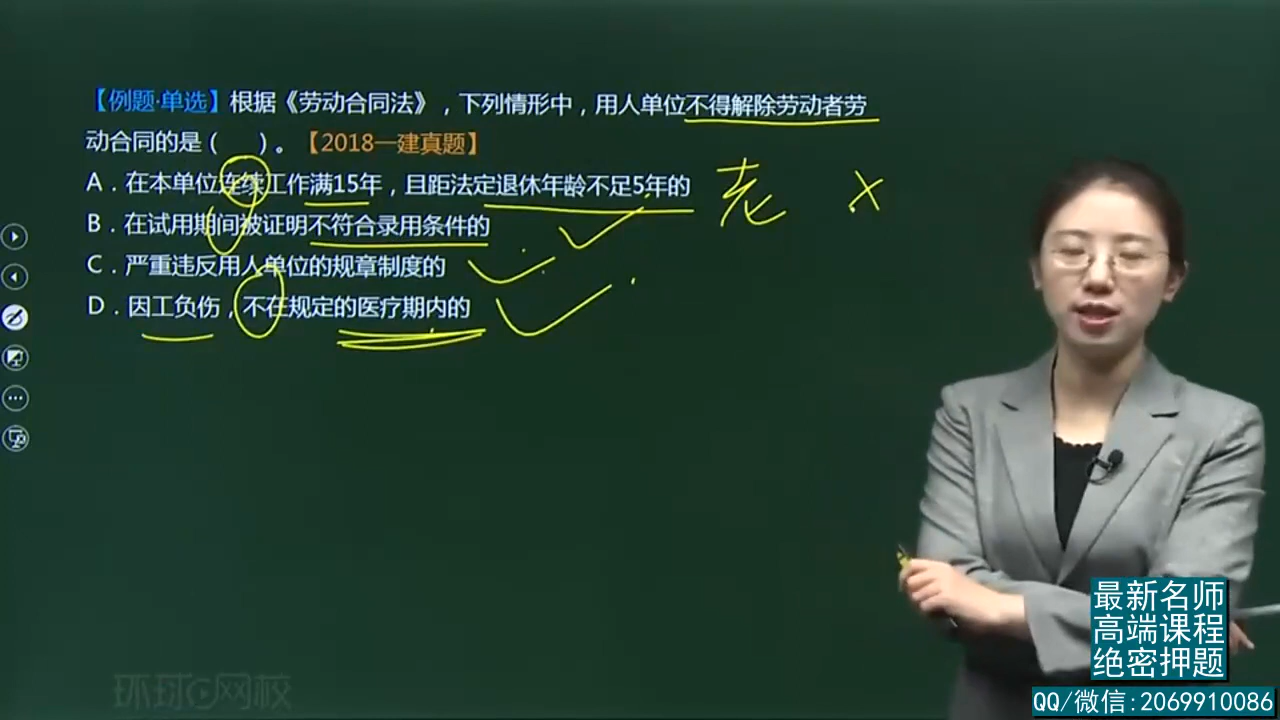 【例题·单选】根据《劳动合同法》，下列情形中，用人单位不得解除劳动者劳
动合同的是（　）。【2018一建真题】
A．在本单位连续工作满15年，且距法定退休年龄不足5年的
老
B．在试用期间被证明不符合录用条件的
C．严重违反用人单位的规章制度的
D．因工负伤，不在规定的医疗期内的
最新名师
高端课程
绝密押题
环球网校
QQ/微信:2069910086